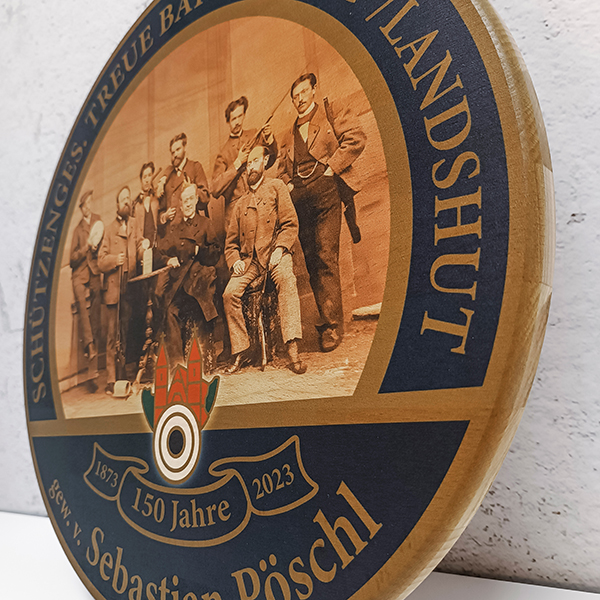 SCHÜTZENGES. TREUE BA
/LANDSHUT
1873
150 Jahre
2023
gew. v. Sebastian Pöschl